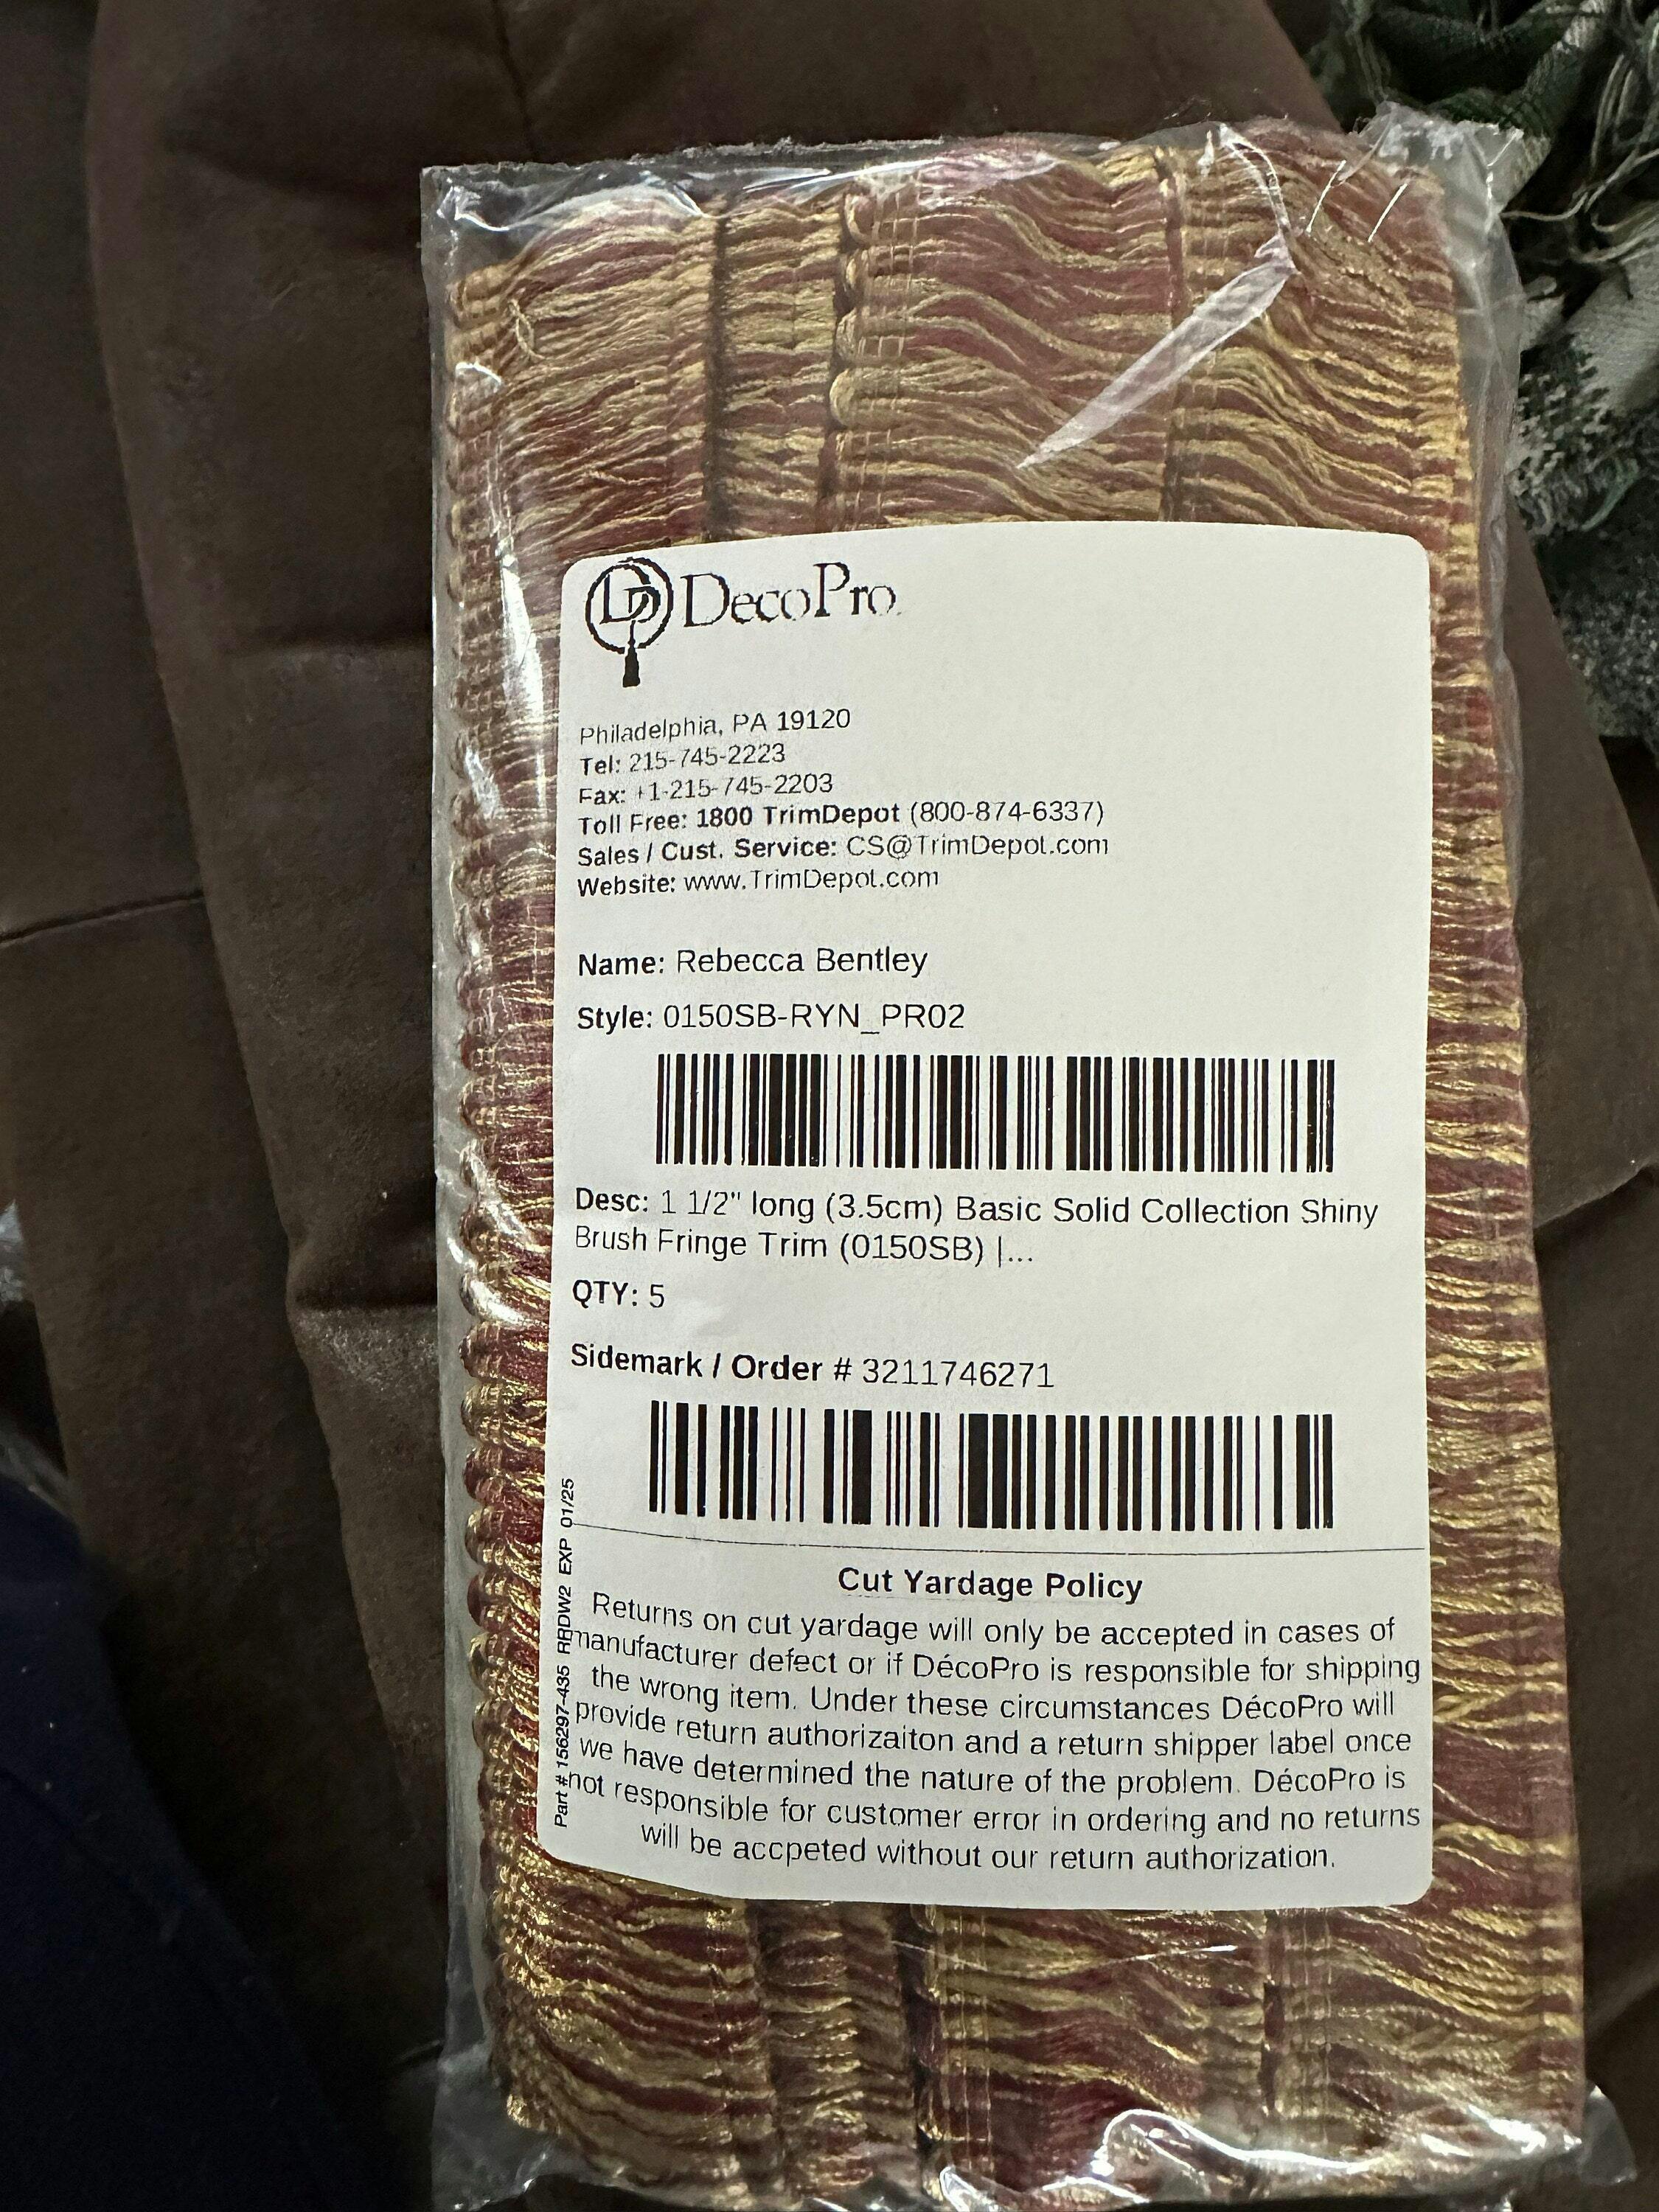 DecoPro
Philadelphia, PA 19120
Tel: 215-745-2223
Fax: +1-215-745-2203
Toll Free: 1800 TrimDepot (800-874-6337)
Sales / Cust. Service: CS@TrimDepot.com
Website: www.TrimDepot.com
Name: Rebecca Bentley
Style: 0150SB-RYN_PR02
Desc: 1 1/2" long (3.5cm) Basic Solid Collection Shiny
Brush Fringe Trim (0150SB) |...
QTY: 5
Sidemark / Order # 3211746271
Cut Yardage Policy
Returns on cut yardage will only be accepted in cases of
manufacturer defect or if DécoPro is responsible for shipping
the wrong item. Under these circumstances DécoPro will
provide return authorizaiton and a return shipper label once
we have determined the nature of the problem. DécoPro is
not responsible for customer error in ordering and no returns
will be accpeted without our return authorization.
Part # 156297-435 RBDW2 EXP 01/25